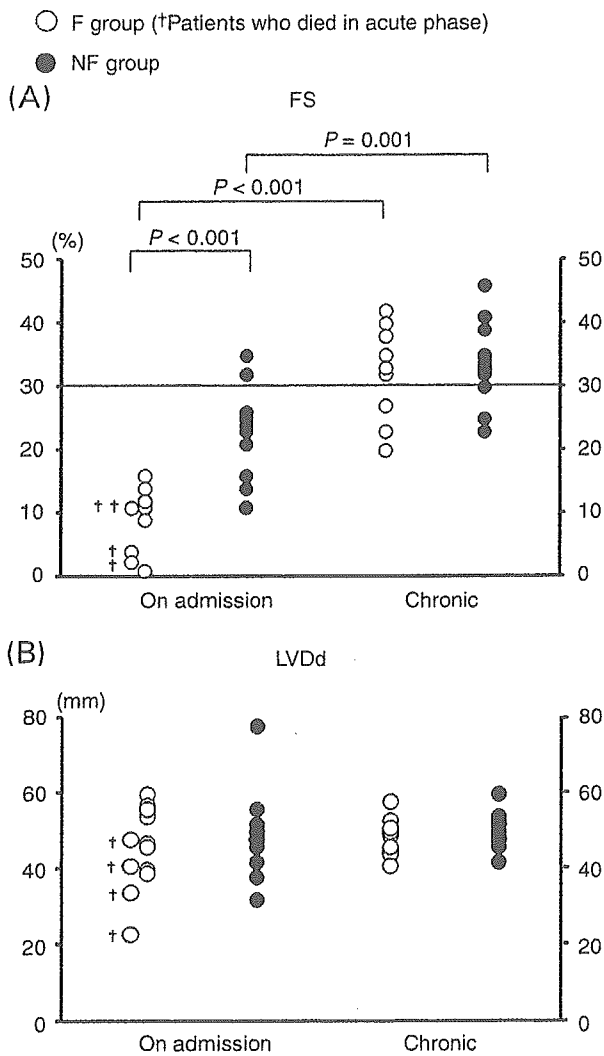 F group (†Patients who died in acute phase)
NF group
(A)
FS
P = 0.001
P < 0.001
(%)
P < 0.001
50
50
40
40
30
30
20
20
† †
10
10
†
†
0
0
On admission
Chronic
(B)
LVDd
(mm)
80
80
60
60
†
40
†
40
†
20
†
20
0
0
On admission
Chronic